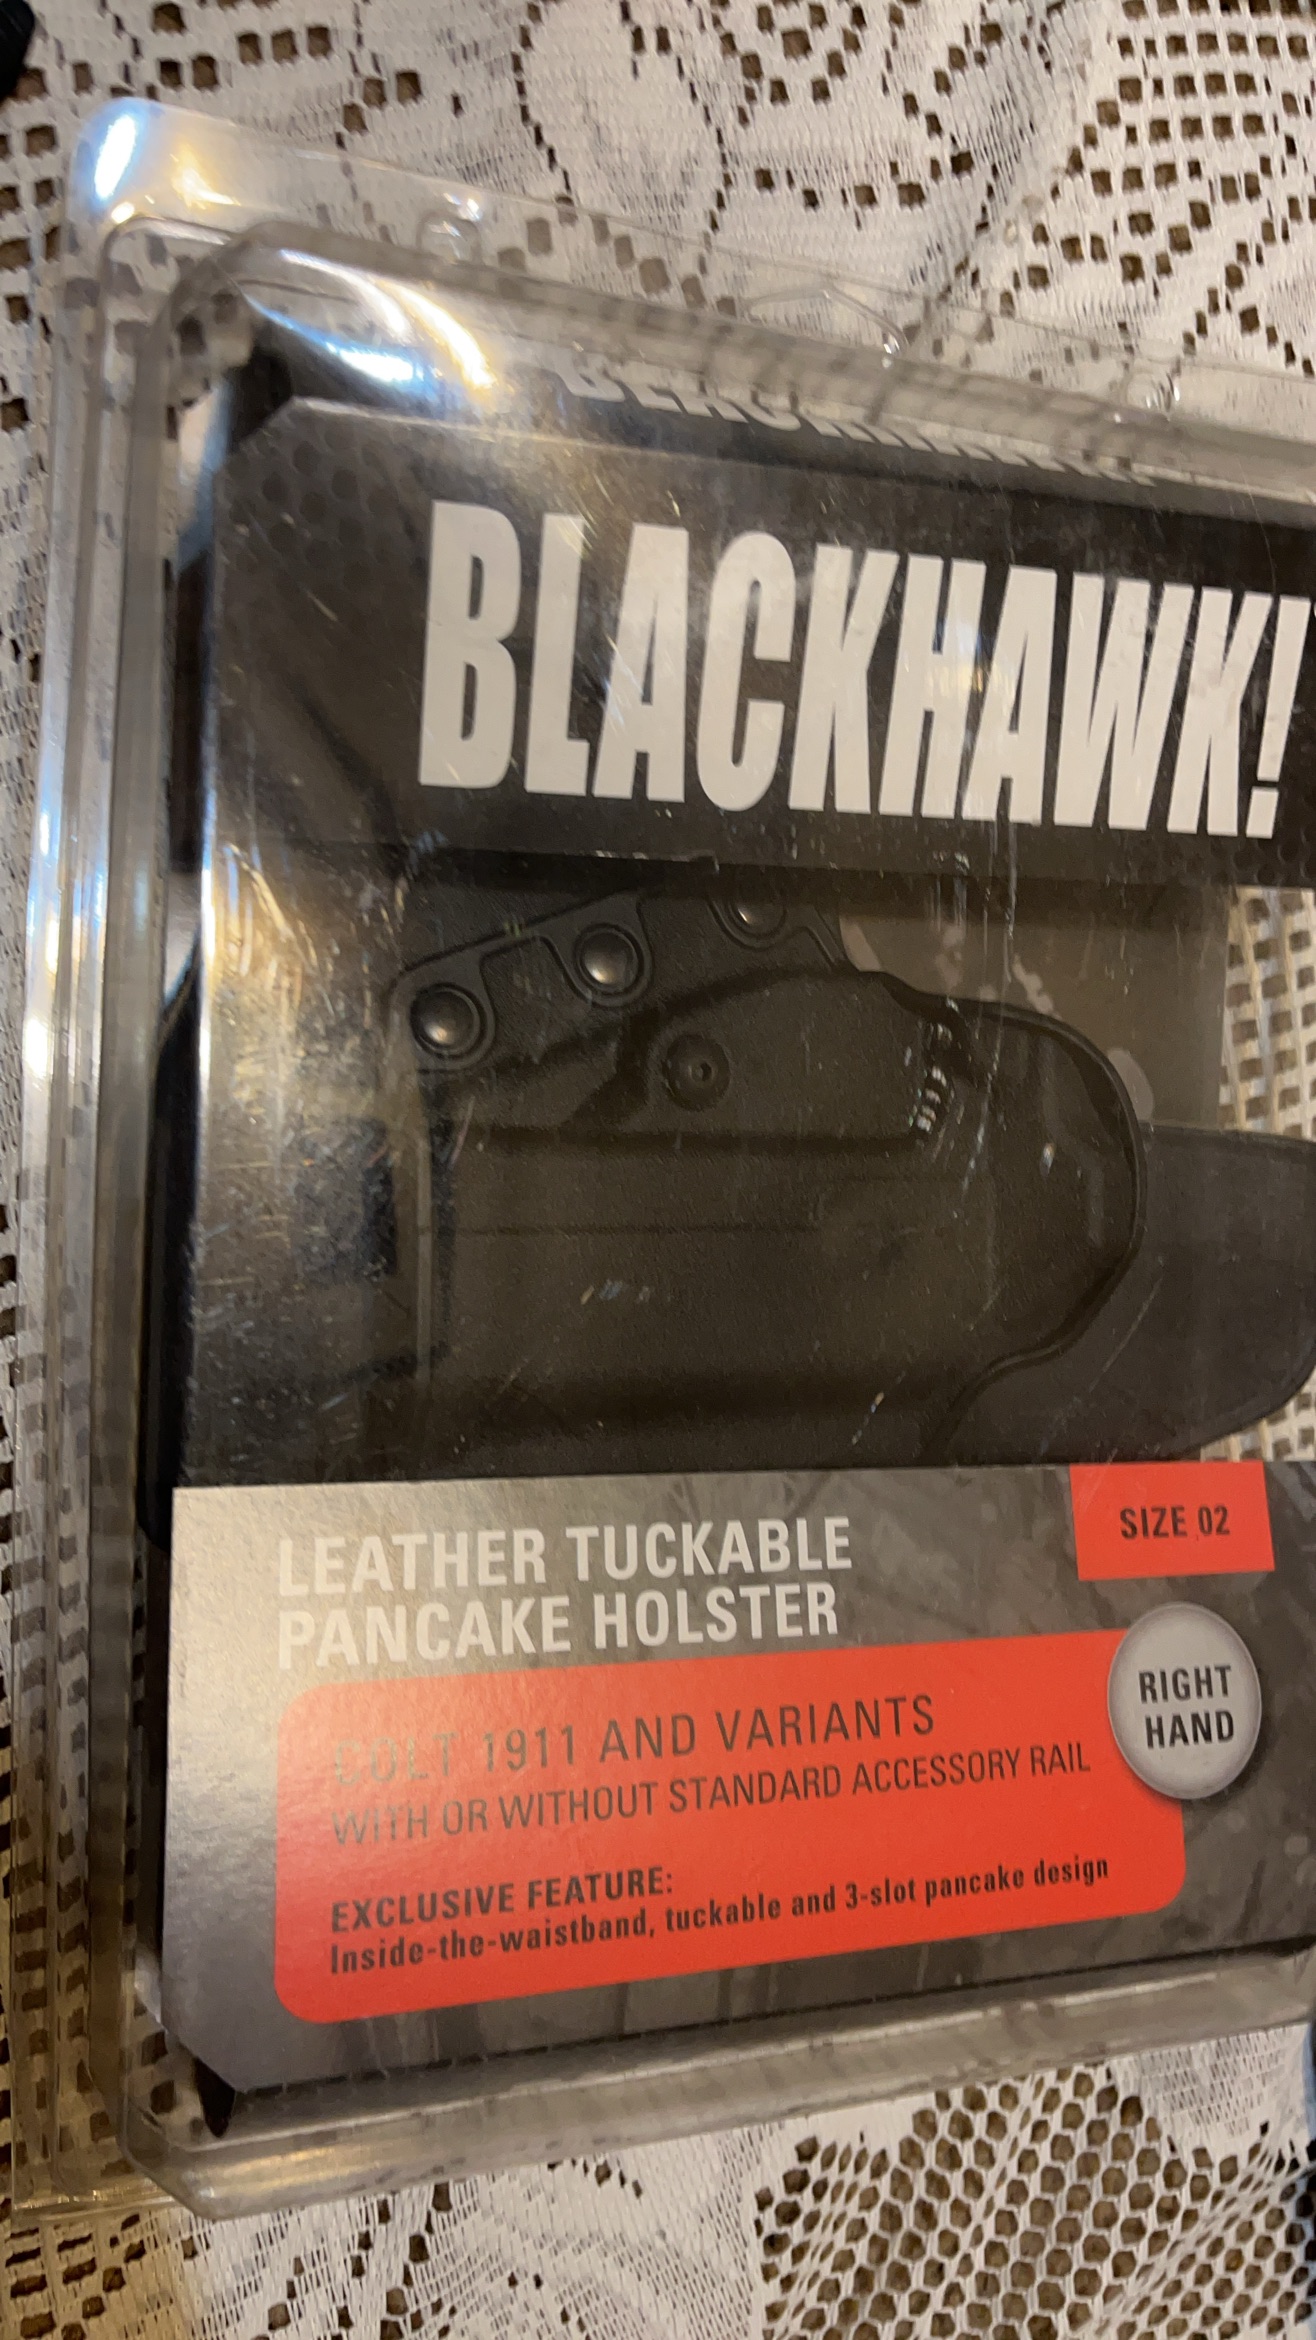 BLACKHAWK!
BLACKHAWK!
SIZE 02
LEATHER TUCKABLE
PANCAKE HOLSTER
RIGHT
HAND
COLT 1911 AND VARIANTS
WITH OR WITHOUT STANDARD ACCESSORY RAIL
EXCLUSIVE FEATURE:
Inside-the-waistband, tuckable and 3-slot pancake design